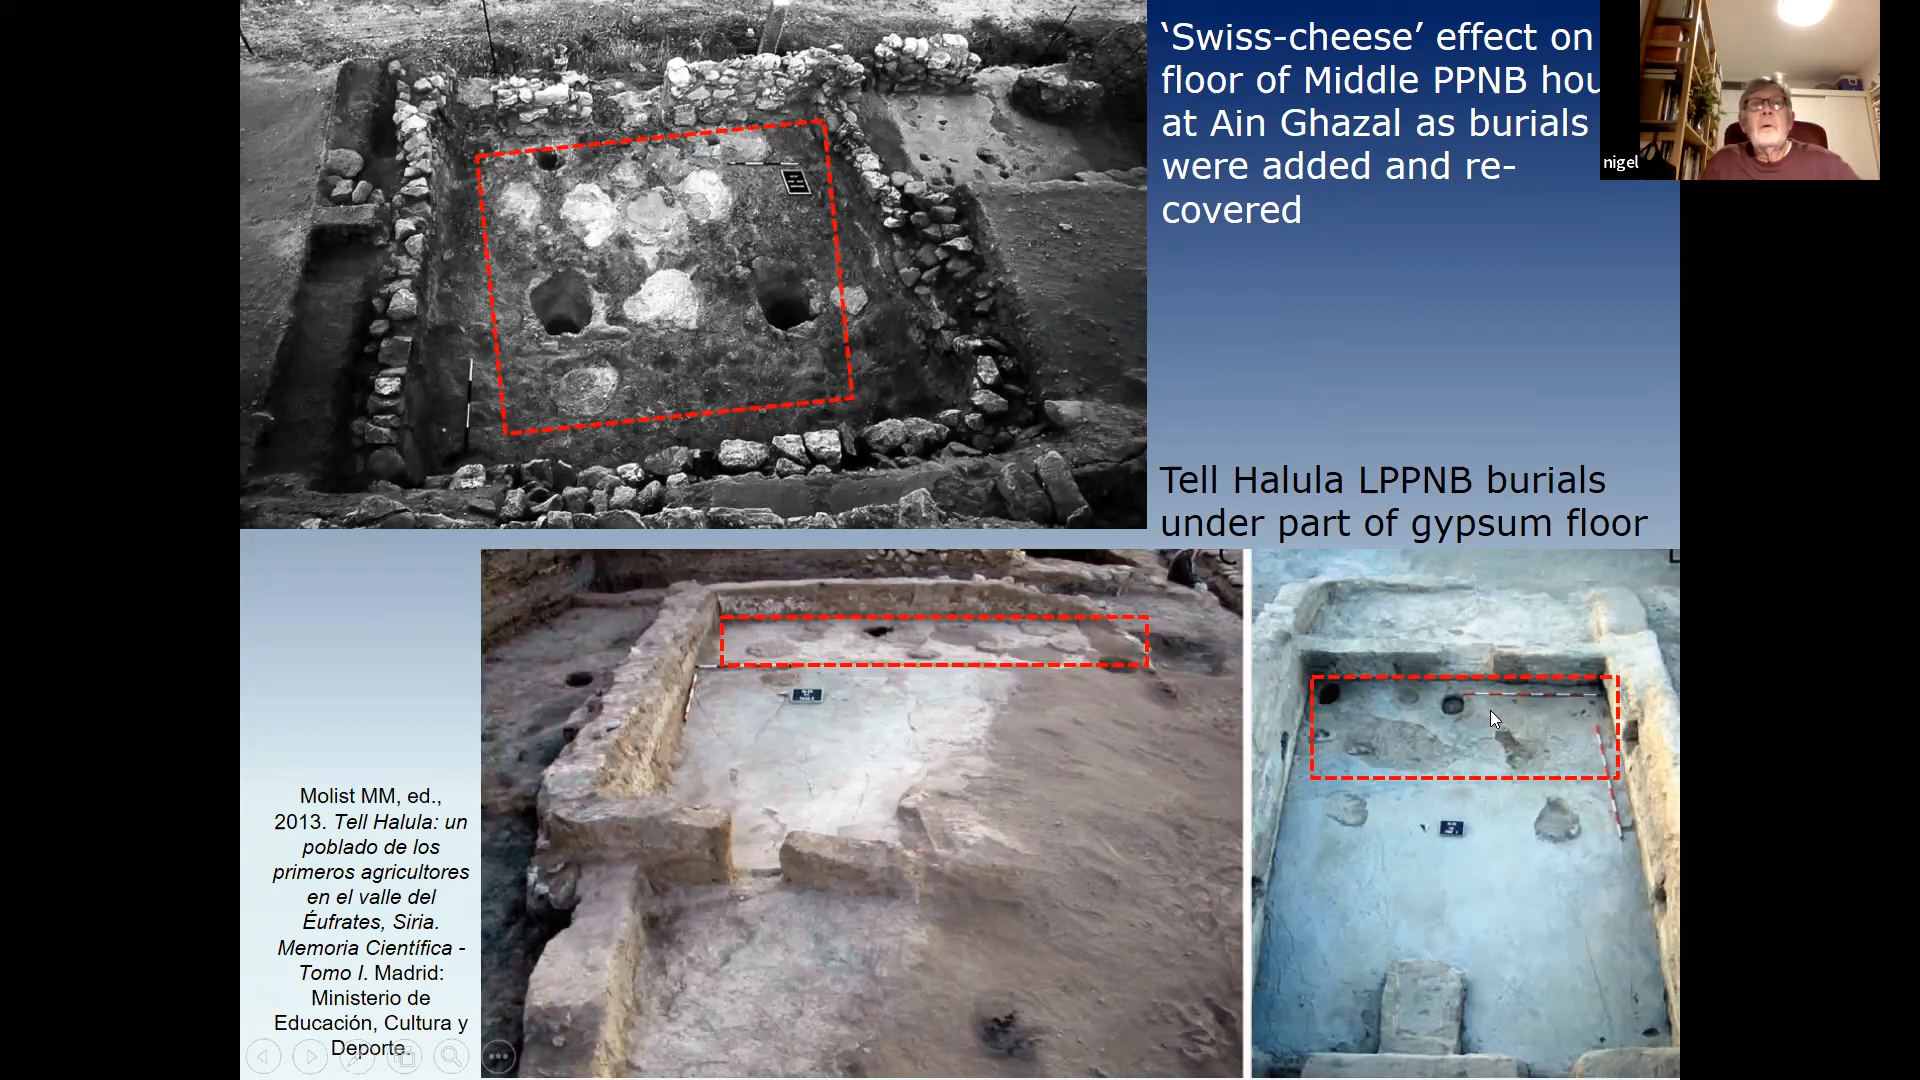 ‘Swiss-cheese’ effect on
floor of Middle PPNB hou
at Ain Ghazal as burials
were added and re-
covered
nigel
Tell Halula LPPNB burials
under part of gypsum floor
Molist MM, ed.,
2013. Tell Halula: un
poblado de los
primeros agricultores
en el valle del
Éufrates, Siria.
Memoria Científica -
Tomo I. Madrid:
Ministerio de
Educación, Cultura y
Deporte.